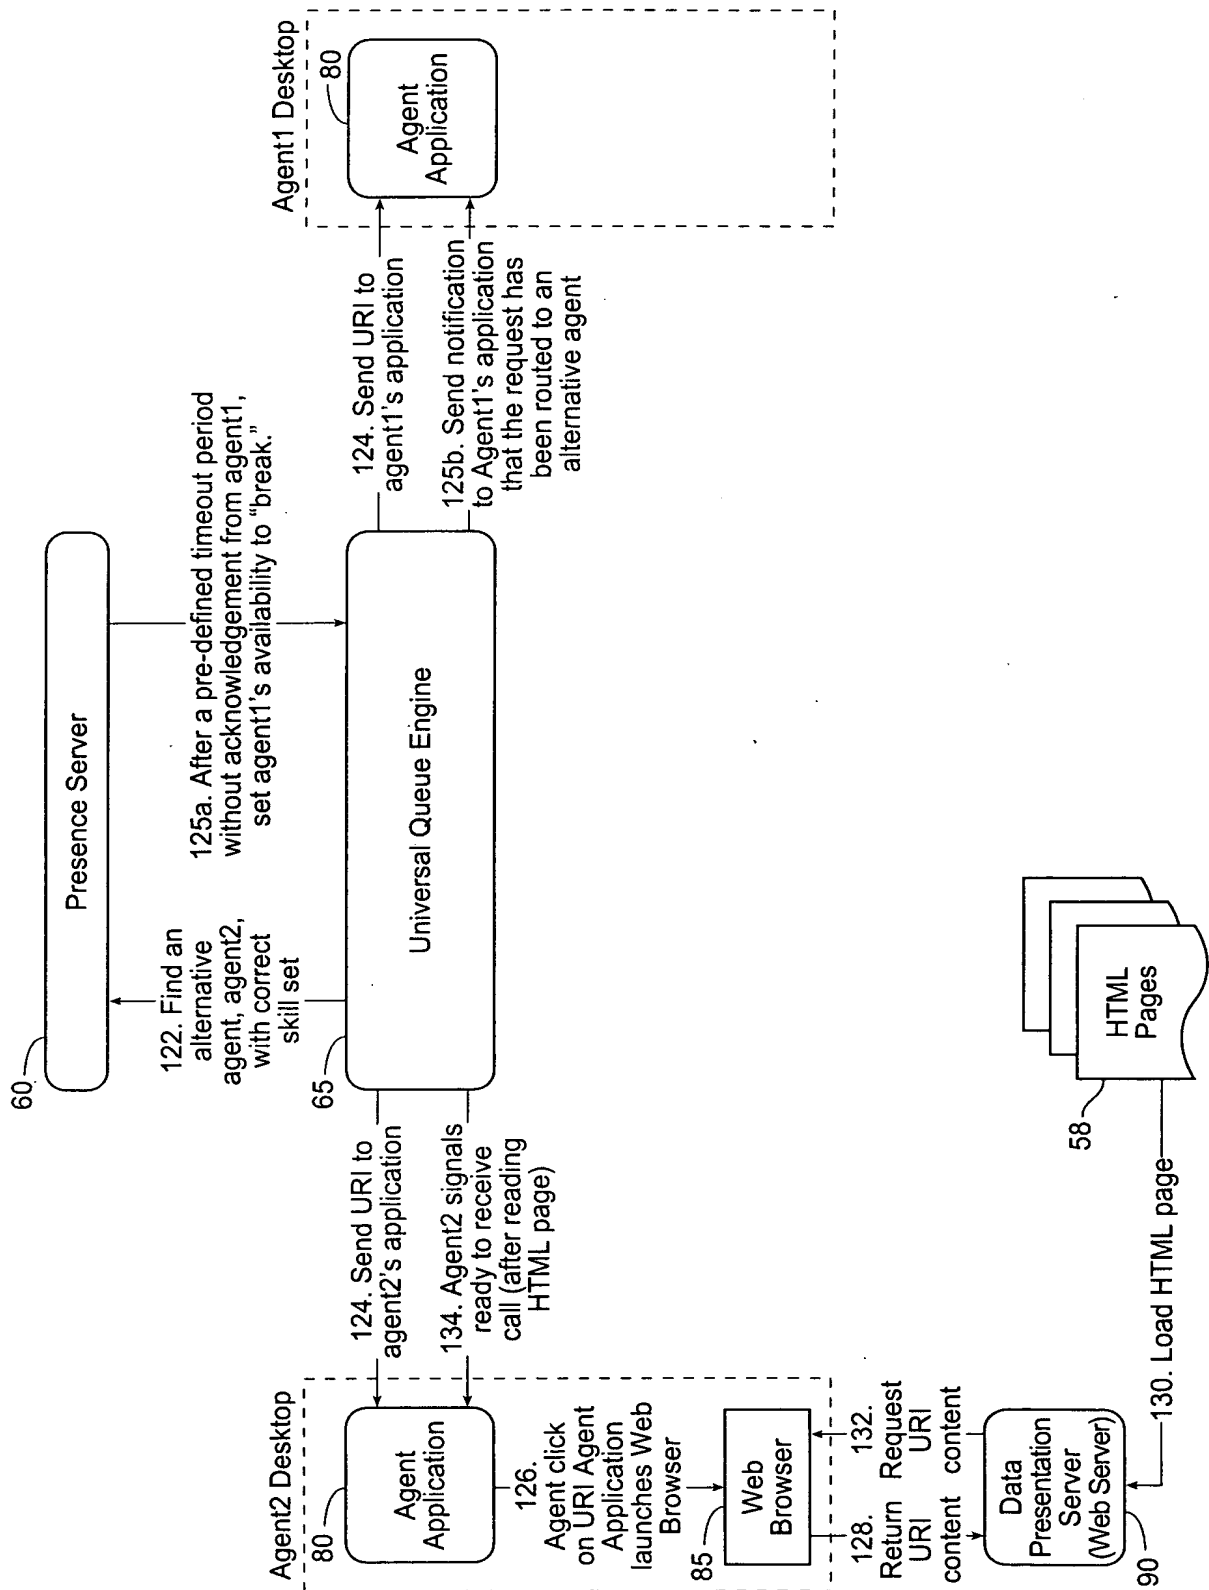 Agent2 Desktop
80
Agent
Application
126.
Agent click
on URI Agent
Application
launches Web
Browser
85
Web
Browser
128.
Return
URI
content
132.
Request
URI
content
Data
Presentation
Server
(Web Server)
90
130. Load HTML page
58
HTML
Pages
124. Send URI to
agent2's application
134. Agent2 signals
ready to receive
call (after reading
HTML page)
60
Presence Server
122. Find an
alternative
agent, agent2,
with correct
skill set
125a. After a pre-defined timeout period
without acknowledgement from agent1,
set agent1's availability to "break."
65
Universal Queue Engine
124. Send URI to
agent1's application
125b. Send notification
to Agent1's application
that the request has
been routed to an
alternative agent
Agent1 Desktop
80
Agent
Application